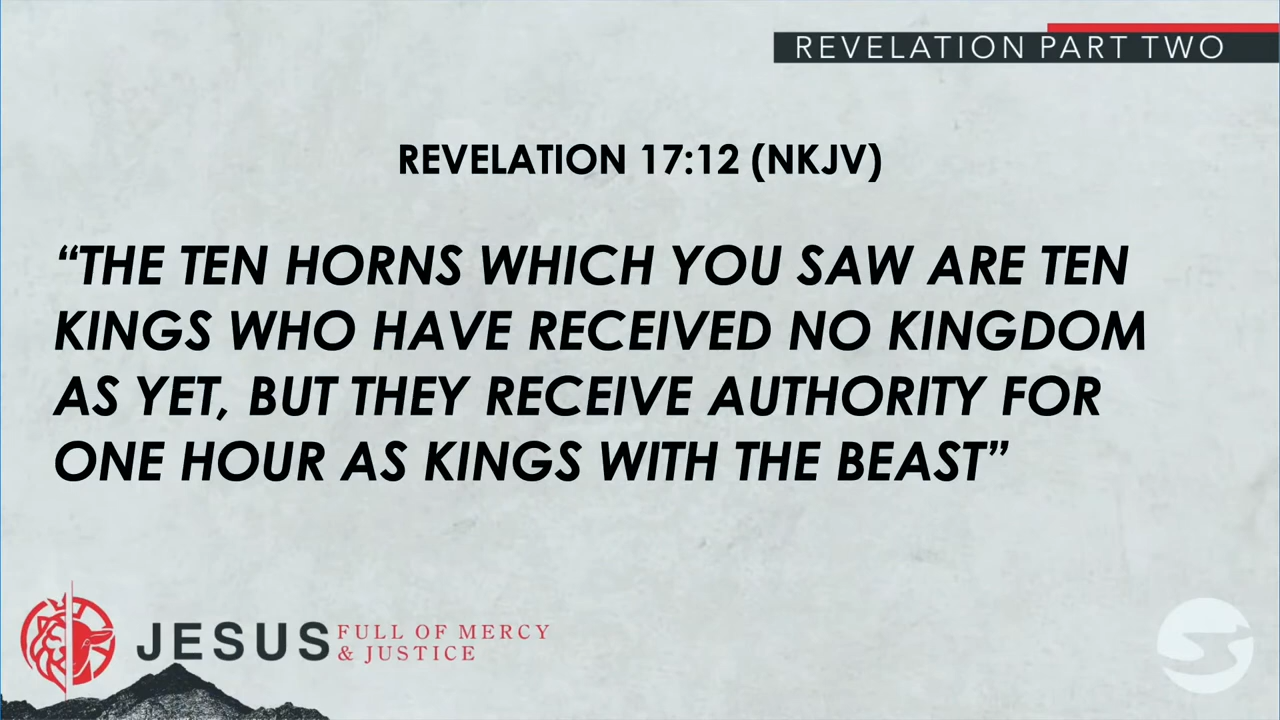 REVELATION PART TWO
REVELATION 17:12 (NKJV)
“THE TEN HORNS WHICH YOU SAW ARE TEN
KINGS WHO HAVE RECEIVED NO KINGDOM
AS YET, BUT THEY RECEIVE AUTHORITY FOR
ONE HOUR AS KINGS WITH THE BEAST”
JESUS
FULL OF MERCY
& JUSTICE